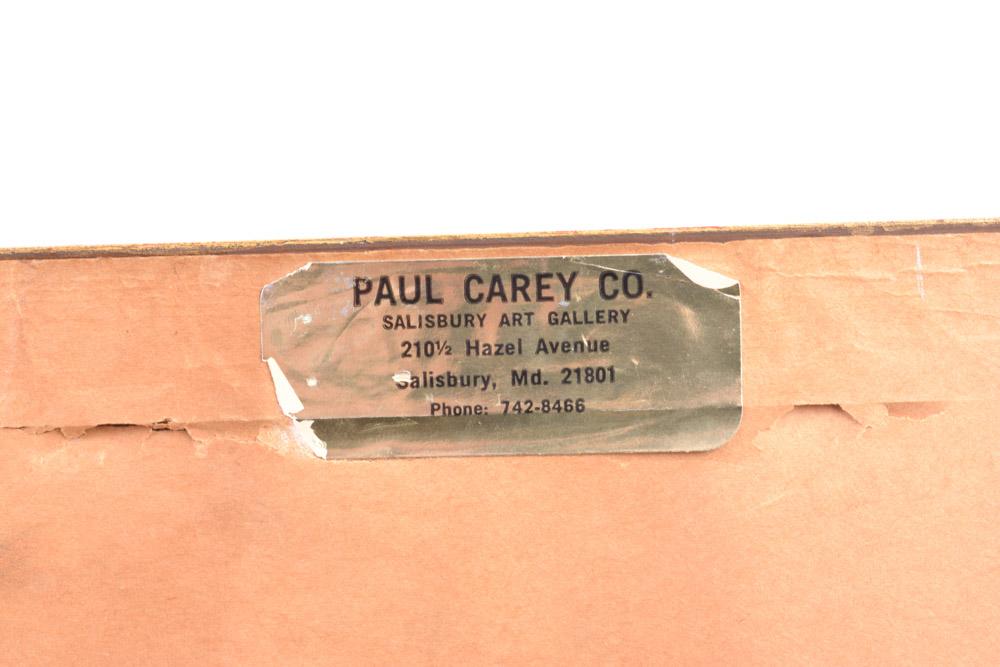 PAUL CAREY CO.
SALISBURY ART GALLERY
210½ Hazel Avenue
Salisbury, Md. 21801
Phone: 742-8466